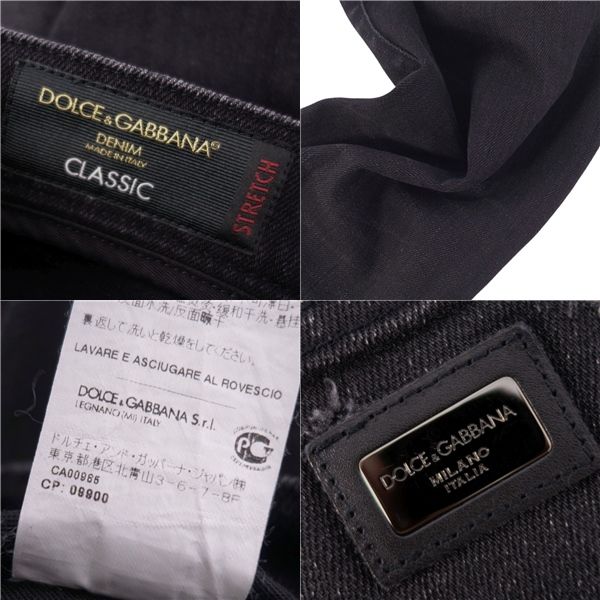 DOLCE&GABBANA
DENIM
MADE IN ITALY
CLASSIC
STRETCH
裏返して洗いと乾燥をしてください。
LAVARE E ASCIUGARE AL ROVESCIO
DOLCE&GABBANA S.r.l.
LEGNANO (MI) ITALY
ドルチェ・アンド・ガッバーナ・ジャパン㈱
東京都港区北青山3-6-7-8F
CA00965
CP: 09900
DOLCE&GABBANA
MILANO
ITALIA